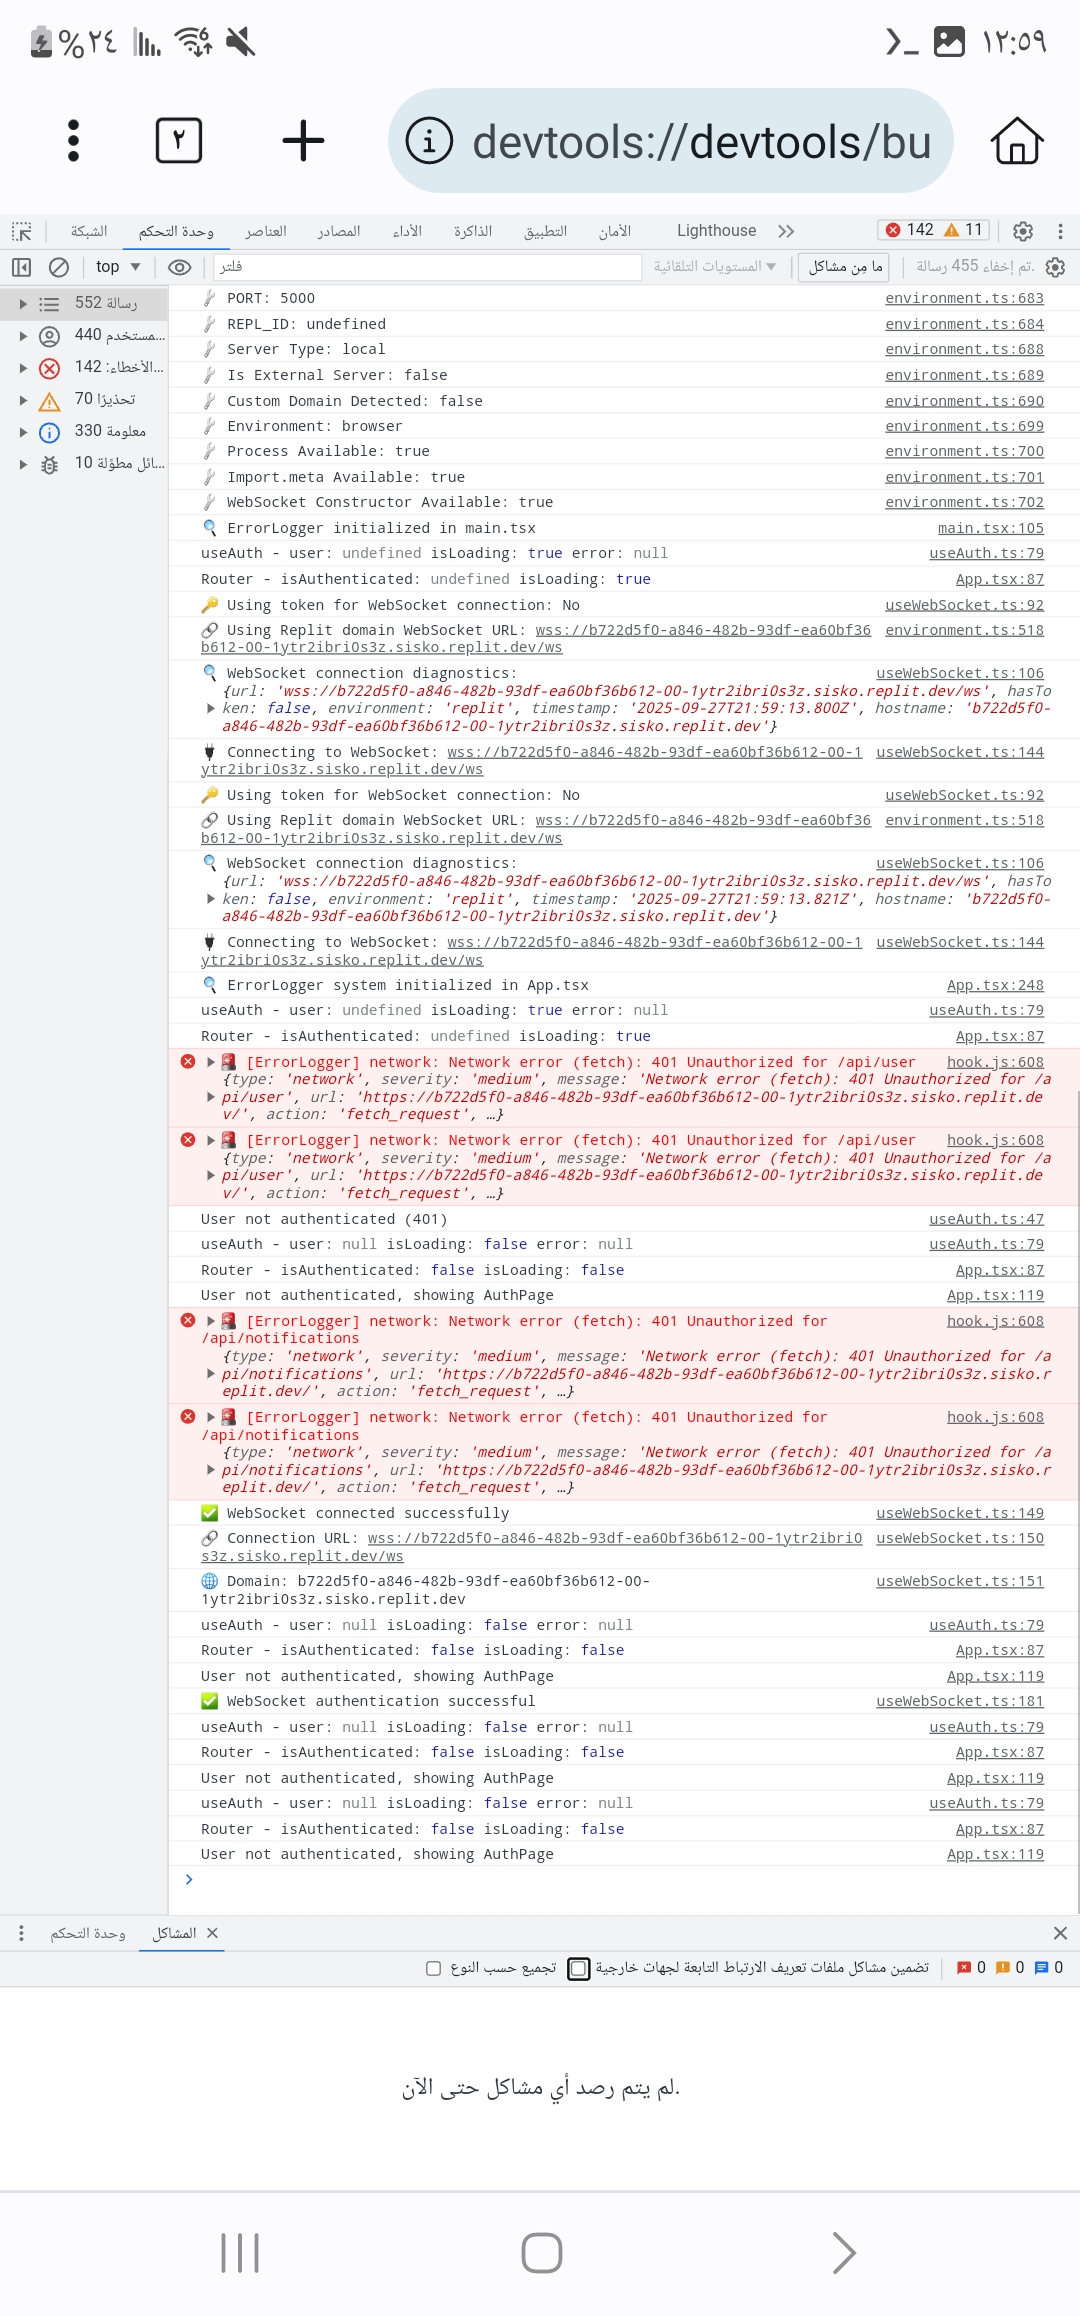 %٢٤
١٢:٥٩
٢
devtools://devtools/bu
الشبكة
وحدة التحكم
العناصر
المصادر
الأداء
الذاكرة
التطبيق
الأمان
Lighthouse
142 11
top
فلتر
المستويات التلقائية
ما مِن مشاكل
تم إخفاء 455 رسالة.
552 رسالة
440 مستخدم...
142 :الأخطاء...
70 تحذيرًا
330 معلومة
10 ائل مطوَّلة...
PORT: 5000 environment.ts:683
REPL_ID: undefined environment.ts:684
Server Type: local environment.ts:688
Is External Server: false environment.ts:689
Custom Domain Detected: false environment.ts:690
Environment: browser environment.ts:699
Process Available: true environment.ts:700
Import.meta Available: true environment.ts:701
WebSocket Constructor Available: true environment.ts:702
ErrorLogger initialized in main.tsx main.tsx:105
useAuth - user: undefined isLoading: true error: null useAuth.ts:79
Router - isAuthenticated: undefined isLoading: true App.tsx:87
Using token for WebSocket connection: No useWebSocket.ts:92
Using Replit domain WebSocket URL: wss://b722d5f0-a846-482b-93df-ea60bf36 environment.ts:518
b612-00-1ytr2ibri0s3z.sisko.replit.dev/ws
WebSocket connection diagnostics: useWebSocket.ts:106
{url: 'wss://b722d5f0-a846-482b-93df-ea60bf36b612-00-1ytr2ibri0s3z.sisko.replit.dev/ws', hasTo
ken: false, environment: 'replit', timestamp: '2025-09-27T21:59:13.800Z', hostname: 'b722d5f0-
a846-482b-93df-ea60bf36b612-00-1ytr2ibri0s3z.sisko.replit.dev'}
Connecting to WebSocket: wss://b722d5f0-a846-482b-93df-ea60bf36b612-00-1 useWebSocket.ts:144
ytr2ibri0s3z.sisko.replit.dev/ws
Using token for WebSocket connection: No useWebSocket.ts:92
Using Replit domain WebSocket URL: wss://b722d5f0-a846-482b-93df-ea60bf36 environment.ts:518
b612-00-1ytr2ibri0s3z.sisko.replit.dev/ws
WebSocket connection diagnostics: useWebSocket.ts:106
{url: 'wss://b722d5f0-a846-482b-93df-ea60bf36b612-00-1ytr2ibri0s3z.sisko.replit.dev/ws', hasTo
ken: false, environment: 'replit', timestamp: '2025-09-27T21:59:13.821Z', hostname: 'b722d5f0-
a846-482b-93df-ea60bf36b612-00-1ytr2ibri0s3z.sisko.replit.dev'}
Connecting to WebSocket: wss://b722d5f0-a846-482b-93df-ea60bf36b612-00-1 useWebSocket.ts:144
ytr2ibri0s3z.sisko.replit.dev/ws
ErrorLogger system initialized in App.tsx App.tsx:248
useAuth - user: undefined isLoading: true error: null useAuth.ts:79
Router - isAuthenticated: undefined isLoading: true App.tsx:87
[ErrorLogger] network: Network error (fetch): 401 Unauthorized for /api/user hook.js:608
{type: 'network', severity: 'medium', message: 'Network error (fetch): 401 Unauthorized for /a
pi/user', url: 'https://b722d5f0-a846-482b-93df-ea60bf36b612-00-1ytr2ibri0s3z.sisko.replit.de
v/', action: 'fetch_request', …}
[ErrorLogger] network: Network error (fetch): 401 Unauthorized for /api/user hook.js:608
{type: 'network', severity: 'medium', message: 'Network error (fetch): 401 Unauthorized for /a
pi/user', url: 'https://b722d5f0-a846-482b-93df-ea60bf36b612-00-1ytr2ibri0s3z.sisko.replit.de
v/', action: 'fetch_request', …}
User not authenticated (401) useAuth.ts:47
useAuth - user: null isLoading: false error: null useAuth.ts:79
Router - isAuthenticated: false isLoading: false App.tsx:87
User not authenticated, showing AuthPage App.tsx:119
[ErrorLogger] network: Network error (fetch): 401 Unauthorized for hook.js:608
/api/notifications
{type: 'network', severity: 'medium', message: 'Network error (fetch): 401 Unauthorized for /a
pi/notifications', url: 'https://b722d5f0-a846-482b-93df-ea60bf36b612-00-1ytr2ibri0s3z.sisko.r
eplit.dev/', action: 'fetch_request', …}
[ErrorLogger] network: Network error (fetch): 401 Unauthorized for hook.js:608
/api/notifications
{type: 'network', severity: 'medium', message: 'Network error (fetch): 401 Unauthorized for /a
pi/notifications', url: 'https://b722d5f0-a846-482b-93df-ea60bf36b612-00-1ytr2ibri0s3z.sisko.r
eplit.dev/', action: 'fetch_request', …}
WebSocket connected successfully useWebSocket.ts:149
Connection URL: wss://b722d5f0-a846-482b-93df-ea60bf36b612-00-1ytr2ibri0 useWebSocket.ts:150
s3z.sisko.replit.dev/ws
Domain: b722d5f0-a846-482b-93df-ea60bf36b612-00- useWebSocket.ts:151
1ytr2ibri0s3z.sisko.replit.dev
useAuth - user: null isLoading: false error: null useAuth.ts:79
Router - isAuthenticated: false isLoading: false App.tsx:87
User not authenticated, showing AuthPage App.tsx:119
WebSocket authentication successful useWebSocket.ts:181
useAuth - user: null isLoading: false error: null useAuth.ts:79
Router - isAuthenticated: false isLoading: false App.tsx:87
User not authenticated, showing AuthPage App.tsx:119
useAuth - user: null isLoading: false error: null useAuth.ts:79
Router - isAuthenticated: false isLoading: false App.tsx:87
User not authenticated, showing AuthPage App.tsx:119
وحدة التحكم
المشاكل
تجميع حسب النوع
تضمين مشاكل ملفات تعريف الارتباط التابعة لجهات خارجية
0 0 0
لم يتم رصد أي مشاكل حتى الآن.